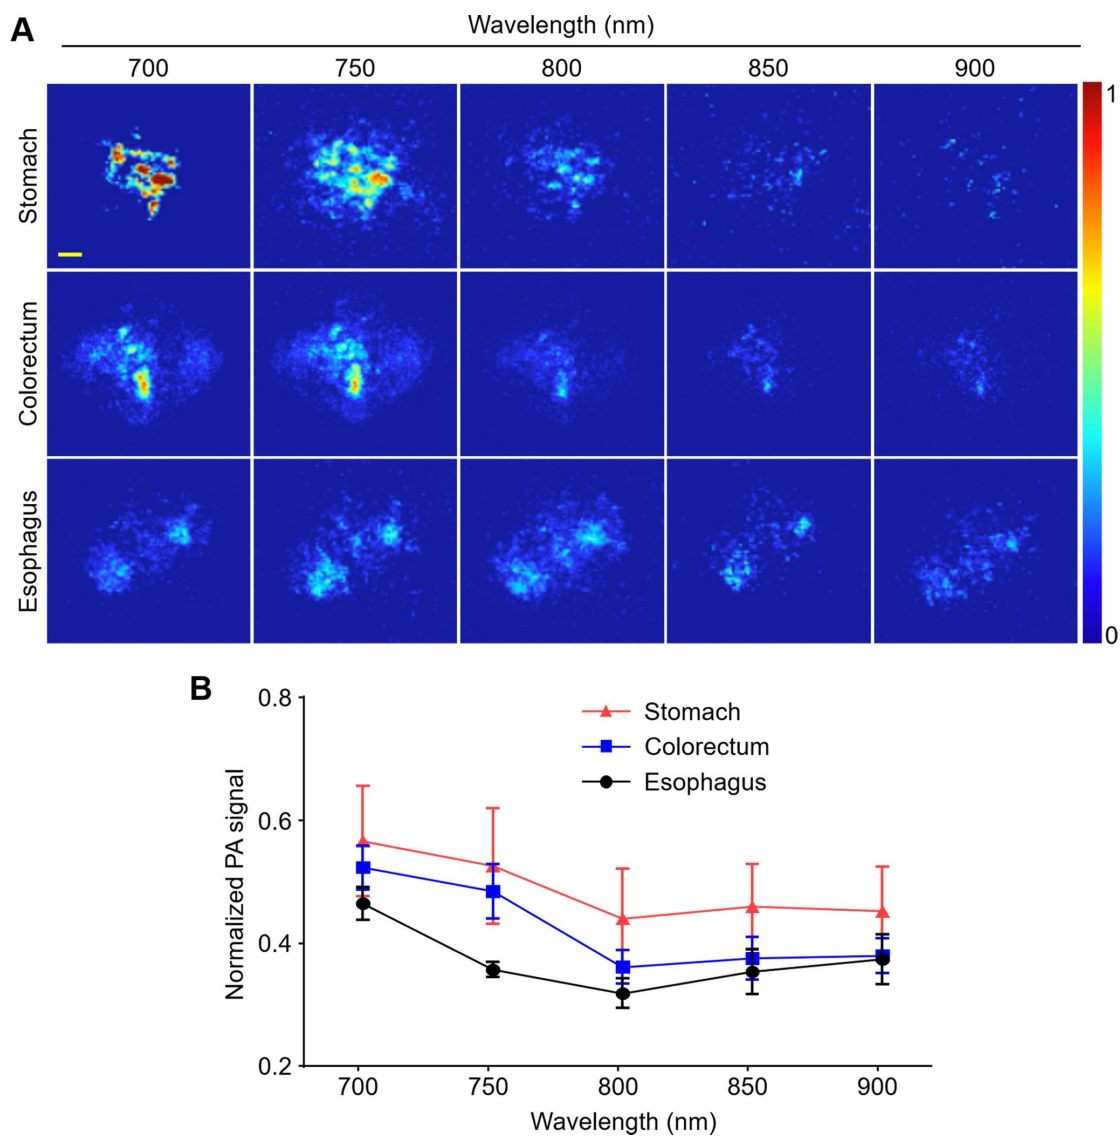 A
Wavelength (nm)
700 750 800 850 900
Stomach
1
Colorectum
Esophagus
0
B
0.8
0.6
0.4
0.2
Normalized PA signal
Stomach
Colorectum
Esophagus
700 750 800 850 900
Wavelength (nm)